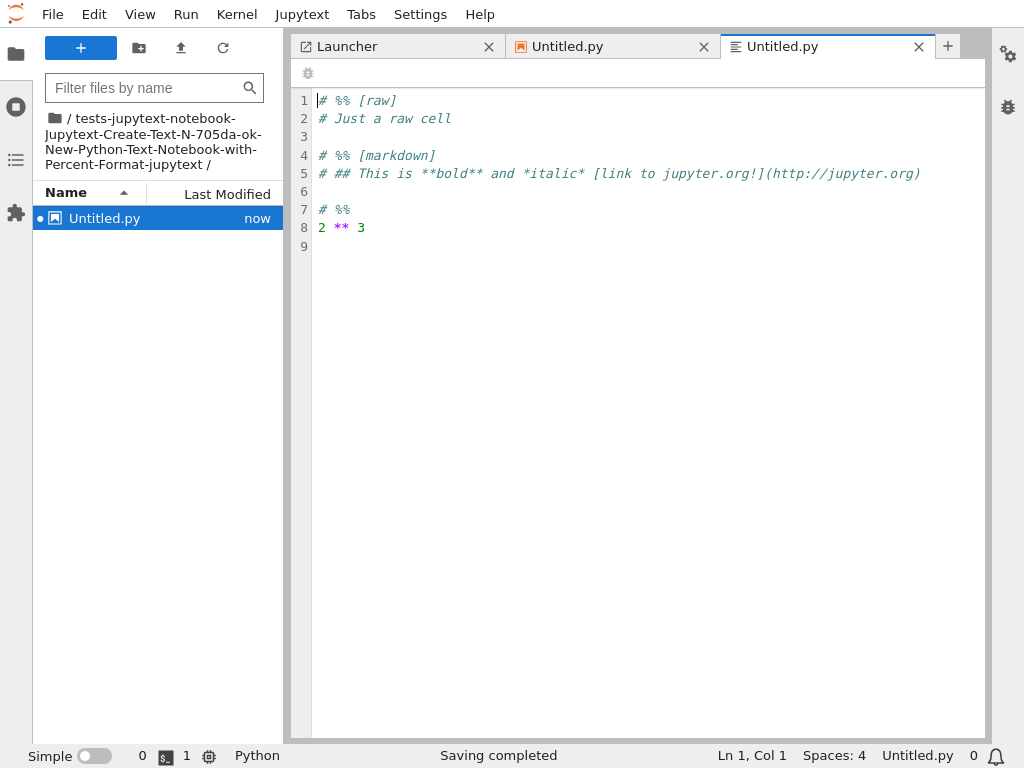 File Edit View Run Kernel Jupytext Tabs Settings Help
Filter files by name
/ tests-jupytext-notebook-
Jupytext-Create-Text-N-705da-ok-
New-Python-Text-Notebook-with-
Percent-Format-jupytext /
Name Last Modified
Untitled.py now
Launcher Untitled.py Untitled.py
1 # %% [raw]
2 # Just a raw cell
3
4 # %% [markdown]
5 # ## This is **bold** and *italic* [link to jupyter.org!](http://jupyter.org)
6
7 # %%
8 2 ** 3
9
Simple 0 $_ 1 Python Saving completed Ln 1, Col 1 Spaces: 4 Untitled.py 0